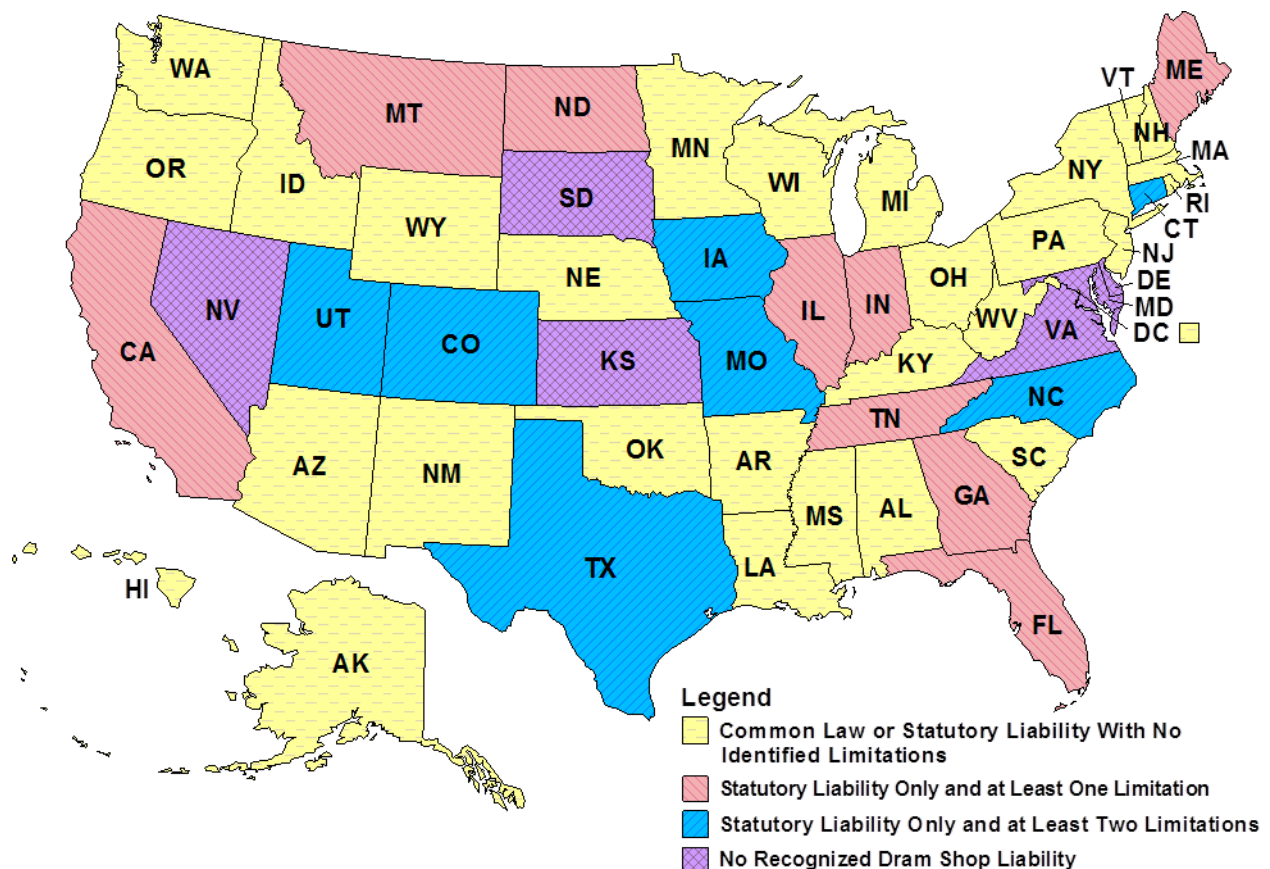 WA
MT
ND
ME
VT
NH
MN
OR
ID
MA
NY
WI
SD
MI
RI
WY
CT
PA
IA
NJ
NE
OH
DE
IL
IN
MD
NV
UT
WV
VA
DC
CO
CA
KS
MO
KY
NC
TN
AZ
OK
AR
SC
NM
GA
MS
AL
LA
TX
HI
FL
AK
Legend
Common Law or Statutory Liability With No
Identified Limitations
Statutory Liability Only and at Least One Limitation
Statutory Liability Only and at Least Two Limitations
No Recognized Dram Shop Liability